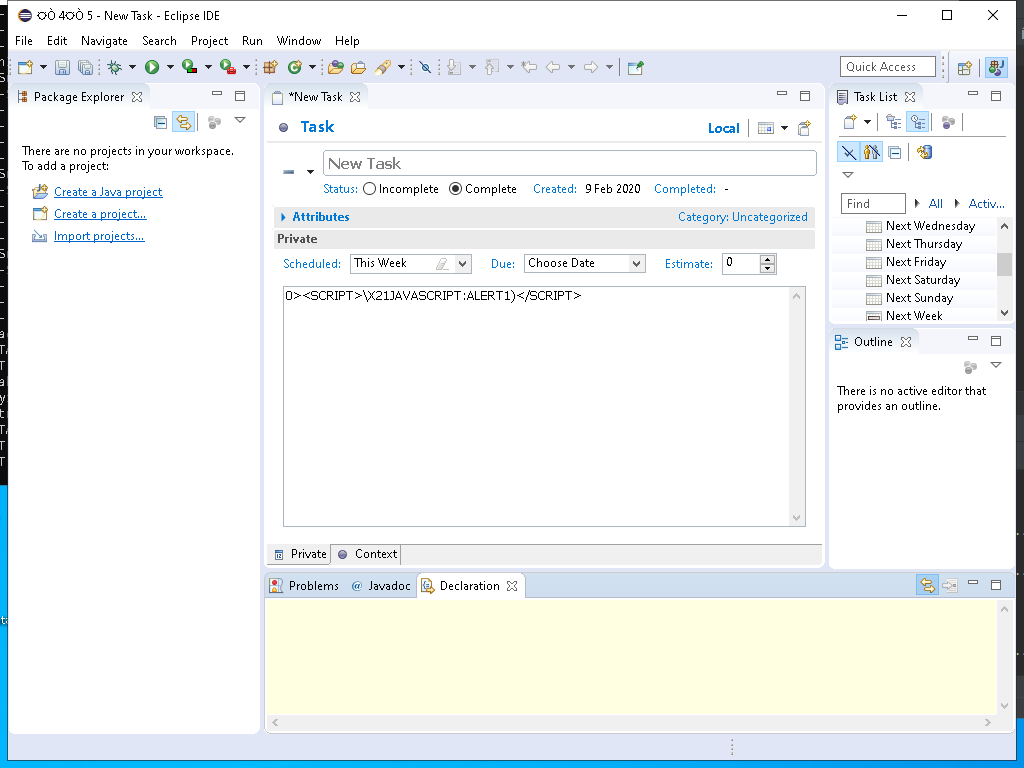 ⵚÒ 4ⵚÒ 5 - New Task - Eclipse IDE
File Edit Navigate Search Project Run Window Help
Quick Access
Package Explorer
There are no projects in your workspace.
To add a project:
Create a Java project
Create a project...
Import projects...
*New Task
Task
Local
New Task
Status: Incomplete Complete Created: 9 Feb 2020 Completed: -
Attributes Category: Uncategorized
Private
Scheduled: This Week Due: Choose Date Estimate: 0
0><SCRIPT>\X21JAVASCRIPT:ALERT1)</SCRIPT>
Private Context
Task List
Find All Activ...
Next Wednesday
Next Thursday
Next Friday
Next Saturday
Next Sunday
Next Week
Outline
There is no active editor that
provides an outline.
Problems @ Javadoc Declaration